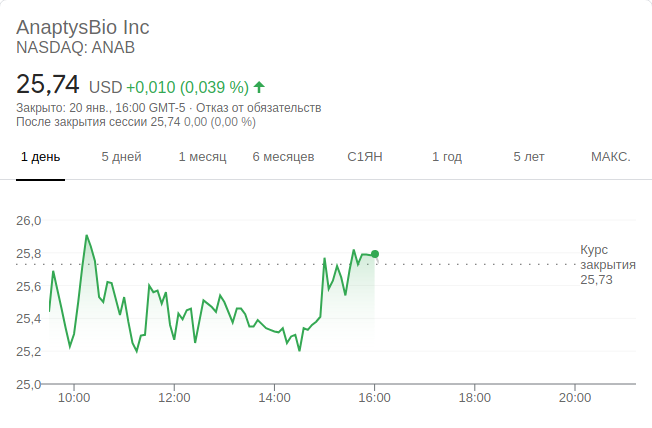 AnaptysBio Inc
NASDAQ: ANAB
25,74 USD +0,010 (0,039 %)
Закрыто: 20 янв., 16:00 GMT-5 · Отказ от обязательств
После закрытия сессии 25,74 0,00 (0,00 %)
1 день 5 дней 1 месяц 6 месяцев С1ЯН 1 год 5 лет МАКС.
26,0
25,8
25,6
25,4
25,2
25,0
Курс
закрытия
25,73
10:00 12:00 14:00 16:00 18:00 20:00